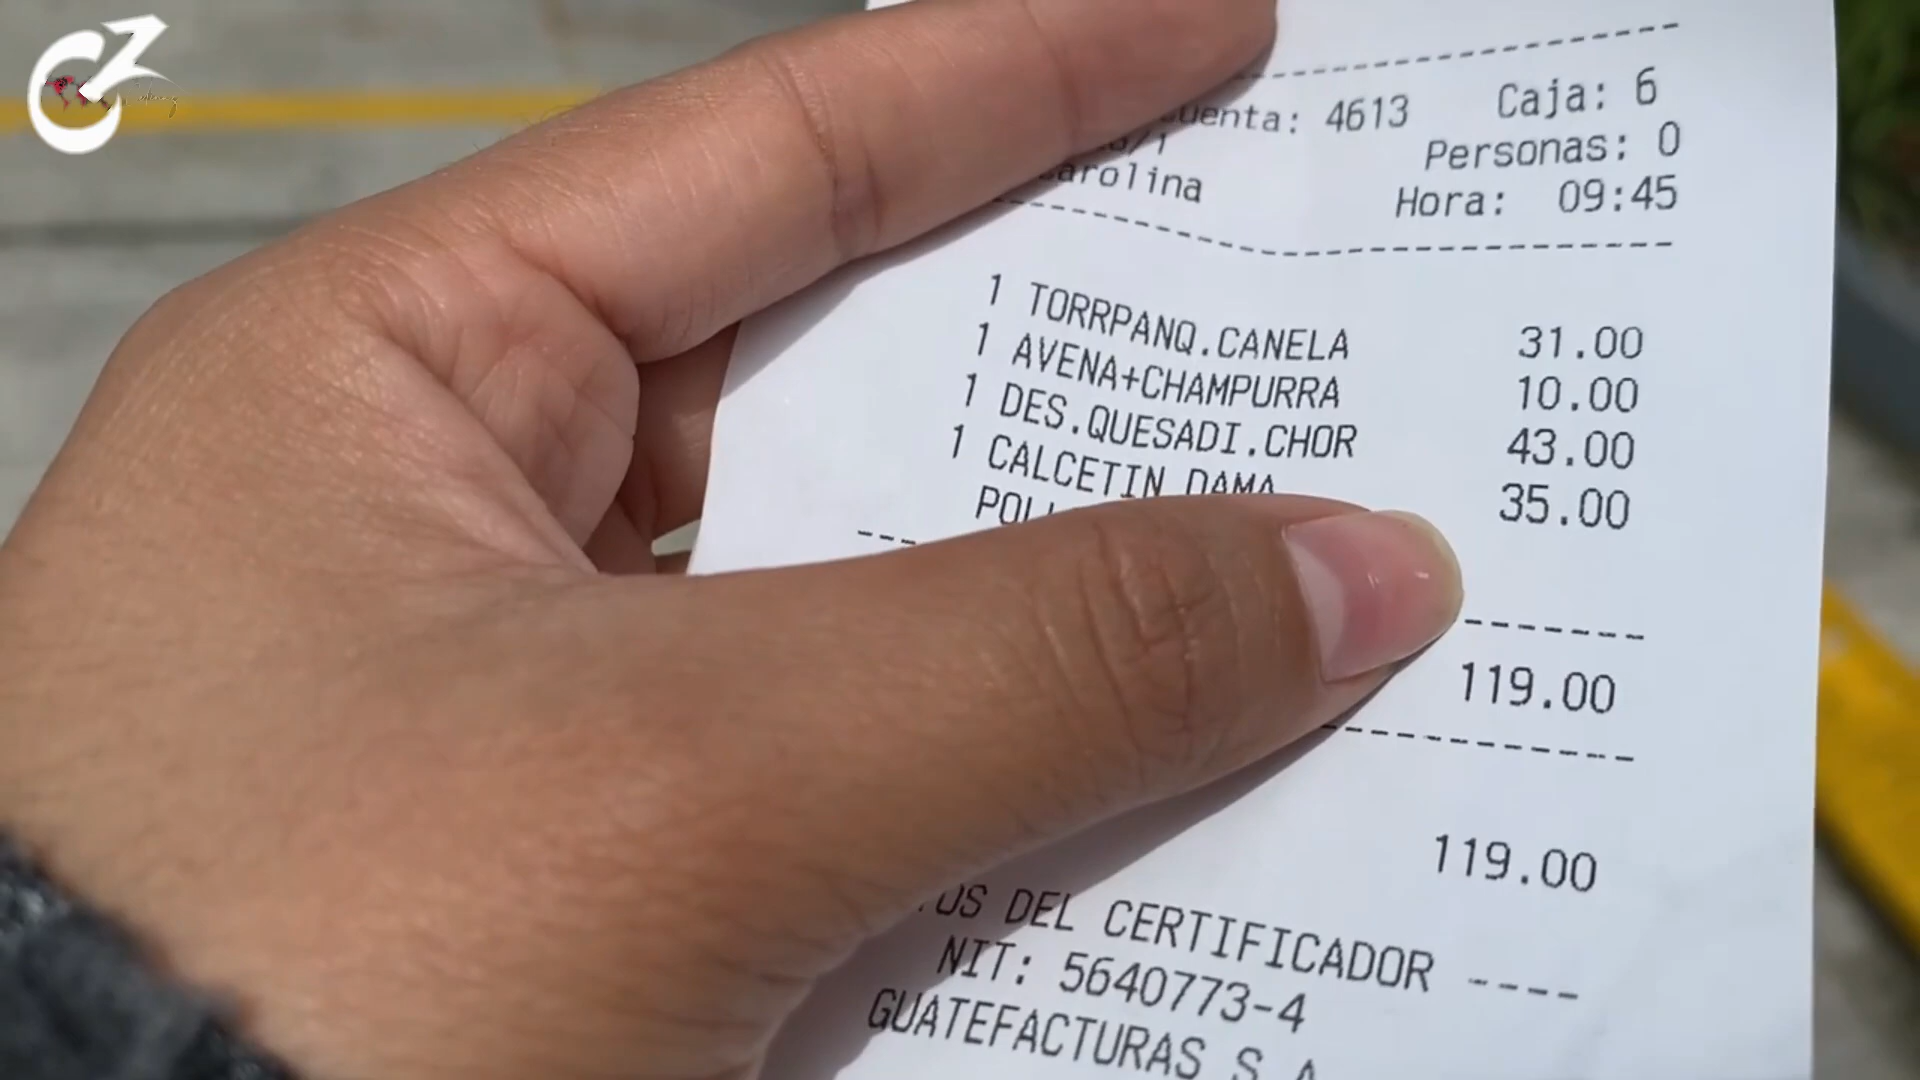 Cuenta: 4613 Caja: 6
/1 Personas: 0
Carolina Hora: 09:45
1 TORRPANQ.CANELA 31.00
1 AVENA+CHAMPURRA 10.00
1 DES.QUESADI.CHOR 43.00
1 CALCETIN DAMA 35.00
119.00
119.00
DEL CERTIFICADOR ----
NIT: 5640773-4
GUATEFACTURAS S.A